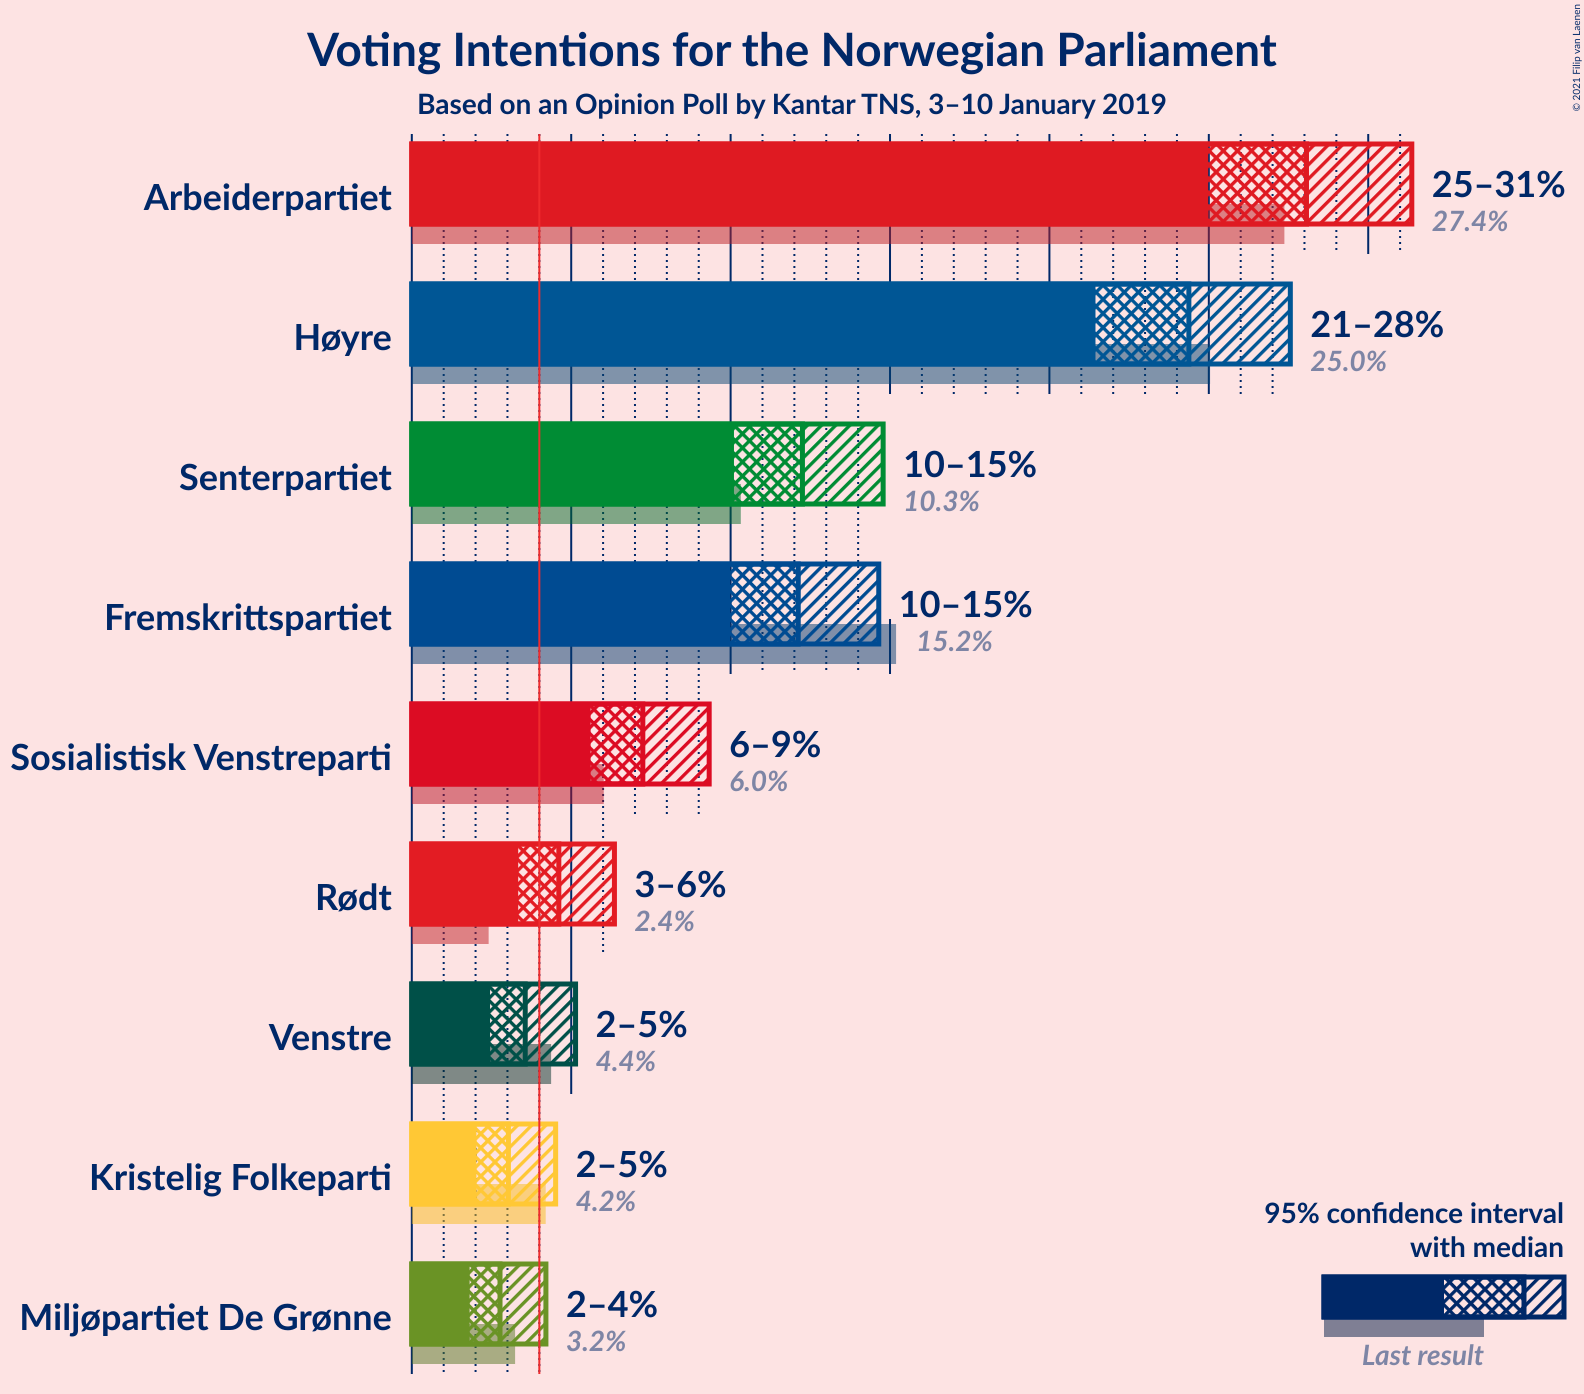 Voting Intentions for the Norwegian Parliament
Based on an Opinion Poll by Kantar TNS, 3–10 January 2019
© 2021 Filip van Laenen
Arbeiderpartiet
25–31%
27.4%
Høyre
21–28%
25.0%
Senterpartiet
10–15%
10.3%
Fremskrittspartiet
10–15%
15.2%
Sosialistisk Venstreparti
6–9%
6.0%
Rødt
3–6%
2.4%
Venstre
2–5%
4.4%
Kristelig Folkeparti
2–5%
4.2%
Miljøpartiet De Grønne
2–4%
3.2%
95% confidence interval
with median
Last result